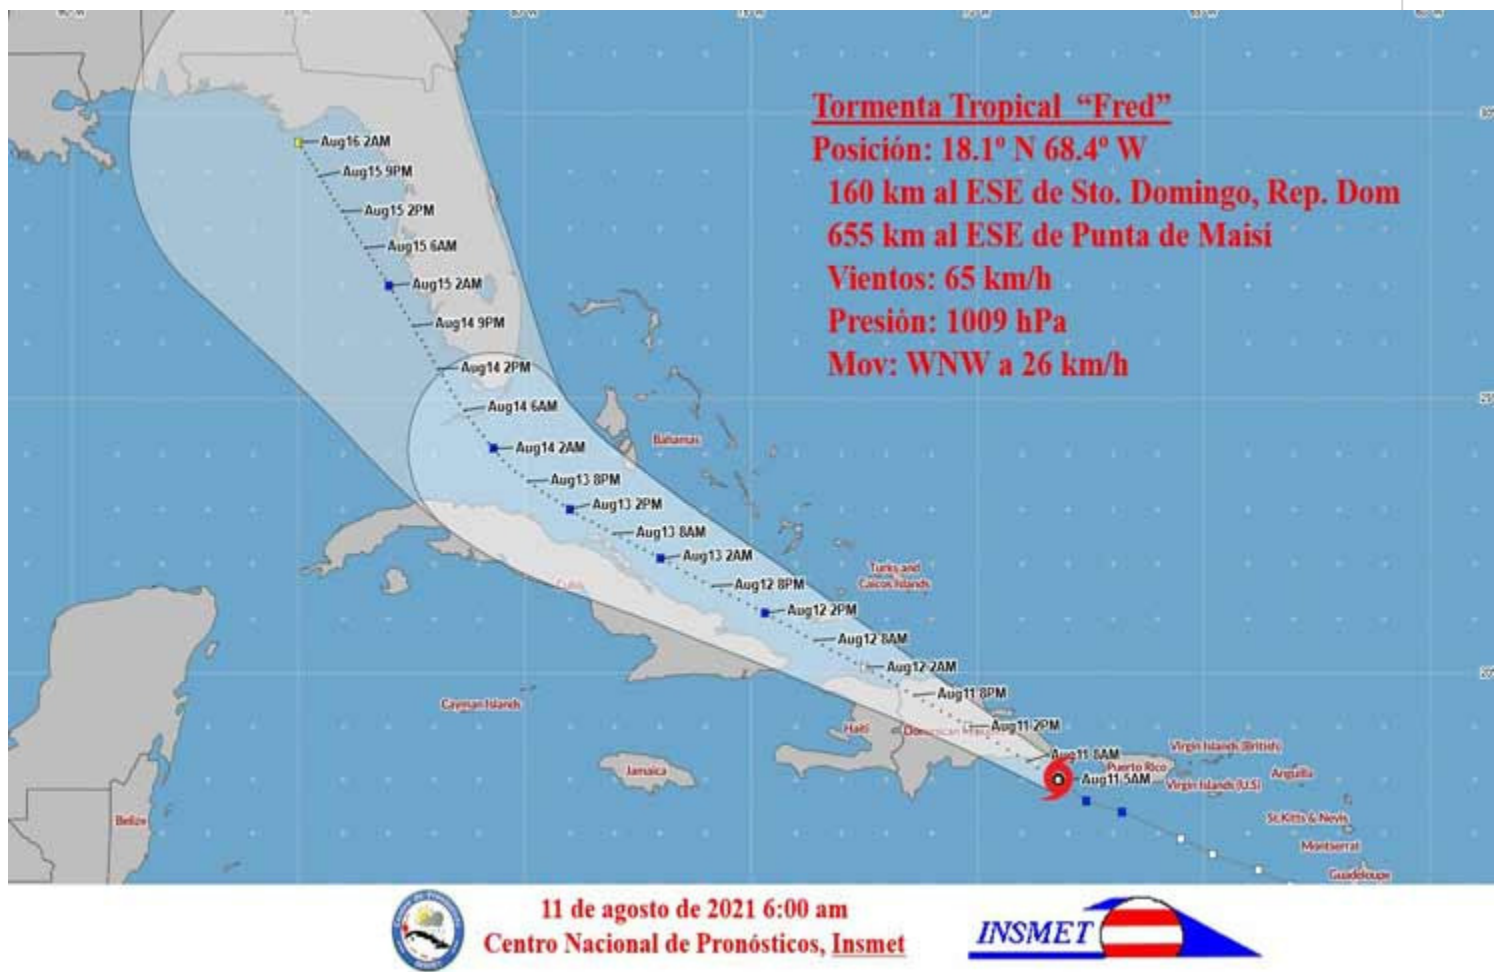 Tormenta Tropical “Fred”
Posición: 18.1º N 68.4º W
160 km al ESE de Sto. Domingo, Rep. Dom
655 km al ESE de Punta de Maisí
Vientos: 65 km/h
Presión: 1009 hPa
Mov: WNW a 26 km/h
Aug16 2AM
Aug15 9PM
Aug15 2PM
Aug15 6AM
Aug15 2AM
Aug14 9PM
Aug14 2PM
Aug14 6AM
Aug14 2AM
Aug13 8PM
Aug13 2PM
Aug13 8AM
Aug13 2AM
Aug12 8PM
Aug12 2PM
Aug12 8AM
Aug12 2AM
Aug11 8PM
Aug11 2PM
Aug11 8AM
Aug11 5AM
Bahamas
Turks and
Caicos Islands
Cuba
Cayman Islands
Jamaica
Haiti
Belize
Puerto Rico
Virgin Islands (British)
Virgin Islands (U.S)
Anguilla
St.Kitts & Nevis
Montserrat
Guadeloupe
11 de agosto de 2021 6:00 am
Centro Nacional de Pronósticos, Insmet
INSMET